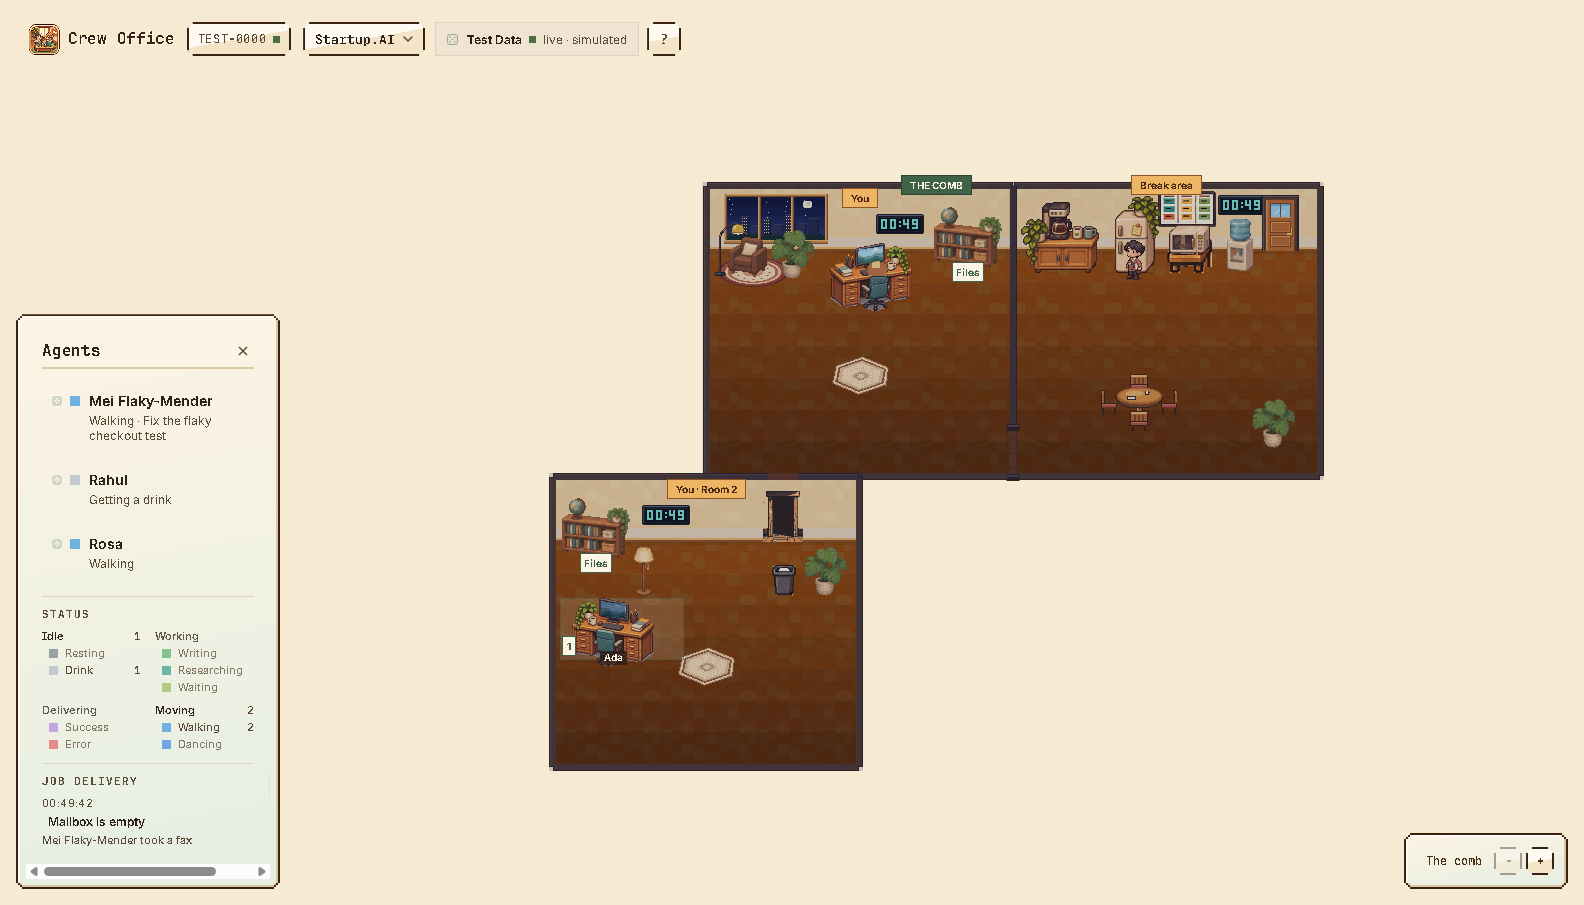 Crew Office
TEST-0000
Startup.AI
Test Data live · simulated
?
THE COMB
Break area
You
00:49
00:49
Files
You · Room 2
00:49
Files
1
Ada
Agents
Mei Flaky-Mender
Walking · Fix the flaky
checkout test
Rahul
Getting a drink
Rosa
Walking
STATUS
Idle 1
Resting
Drink 1
Working
Writing
Researching
Waiting
Delivering
Success
Error
Moving 2
Walking 2
Dancing
JOB DELIVERY
00:49:42
Mailbox is empty
Mei Flaky-Mender took a fax
The comb - +